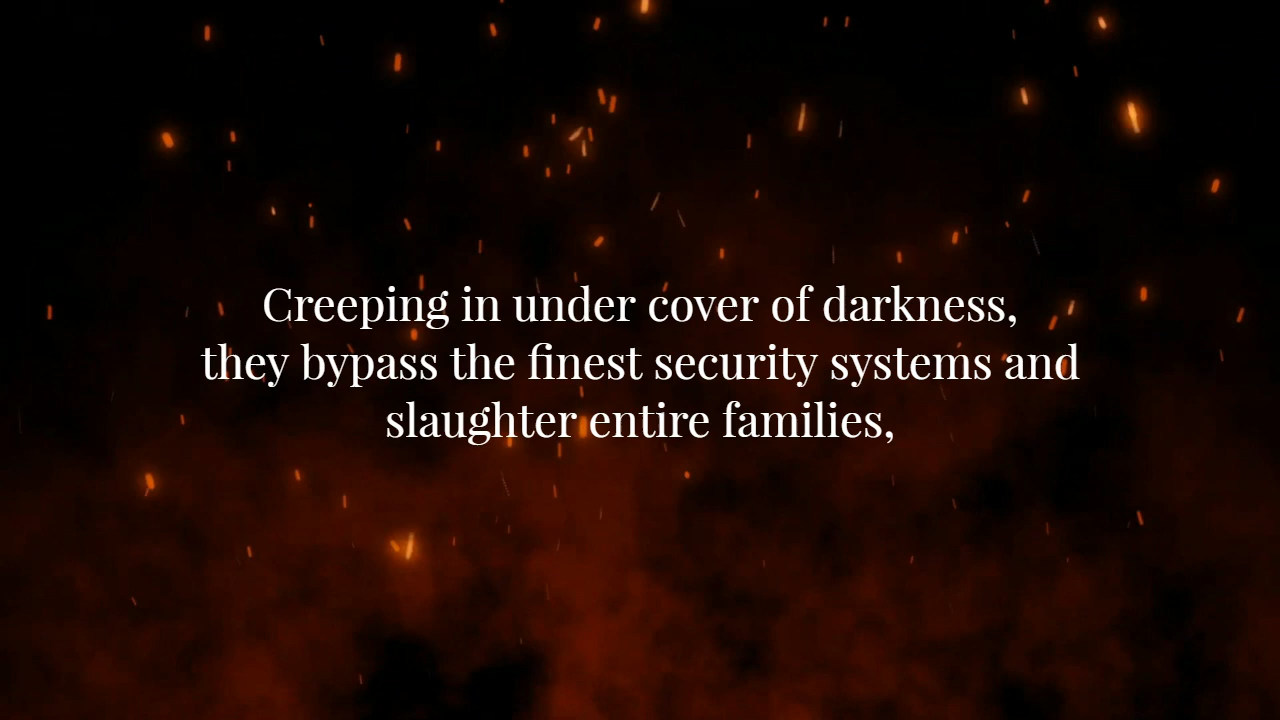 Creeping in under cover of darkness,
they bypass the finest security systems and
slaughter entire families,